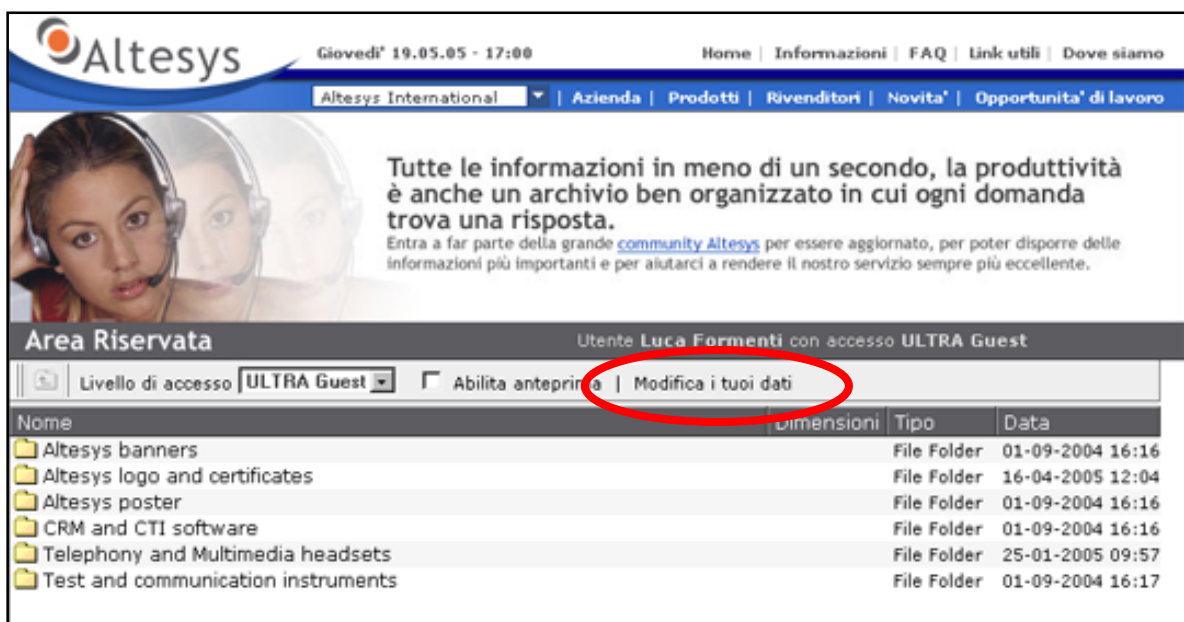 Altesys
Giovedi' 19.05.05 - 17:00 Home | Informazioni | FAQ | Link utili | Dove siamo
Altesys International | Azienda | Prodotti | Rivenditori | Novita' | Opportunita' di lavoro
Tutte le informazioni in meno di un secondo, la produttività
è anche un archivio ben organizzato in cui ogni domanda
trova una risposta.
Entra a far parte della grande community Altesys per essere aggiornato, per poter disporre delle
informazioni più importanti e per aiutarci a rendere il nostro servizio sempre più eccellente.
Area Riservata Utente Luca Formenti con accesso ULTRA Guest
Livello di accesso ULTRA Guest Abilita anteprima | Modifica i tuoi dati
Nome Dimensioni Tipo Data
Altesys banners File Folder 01-09-2004 16:16
Altesys logo and certificates File Folder 16-04-2005 12:04
Altesys poster File Folder 01-09-2004 16:16
CRM and CTI software File Folder 01-09-2004 16:16
Telephony and Multimedia headsets File Folder 25-01-2005 09:57
Test and communication instruments File Folder 01-09-2004 16:17